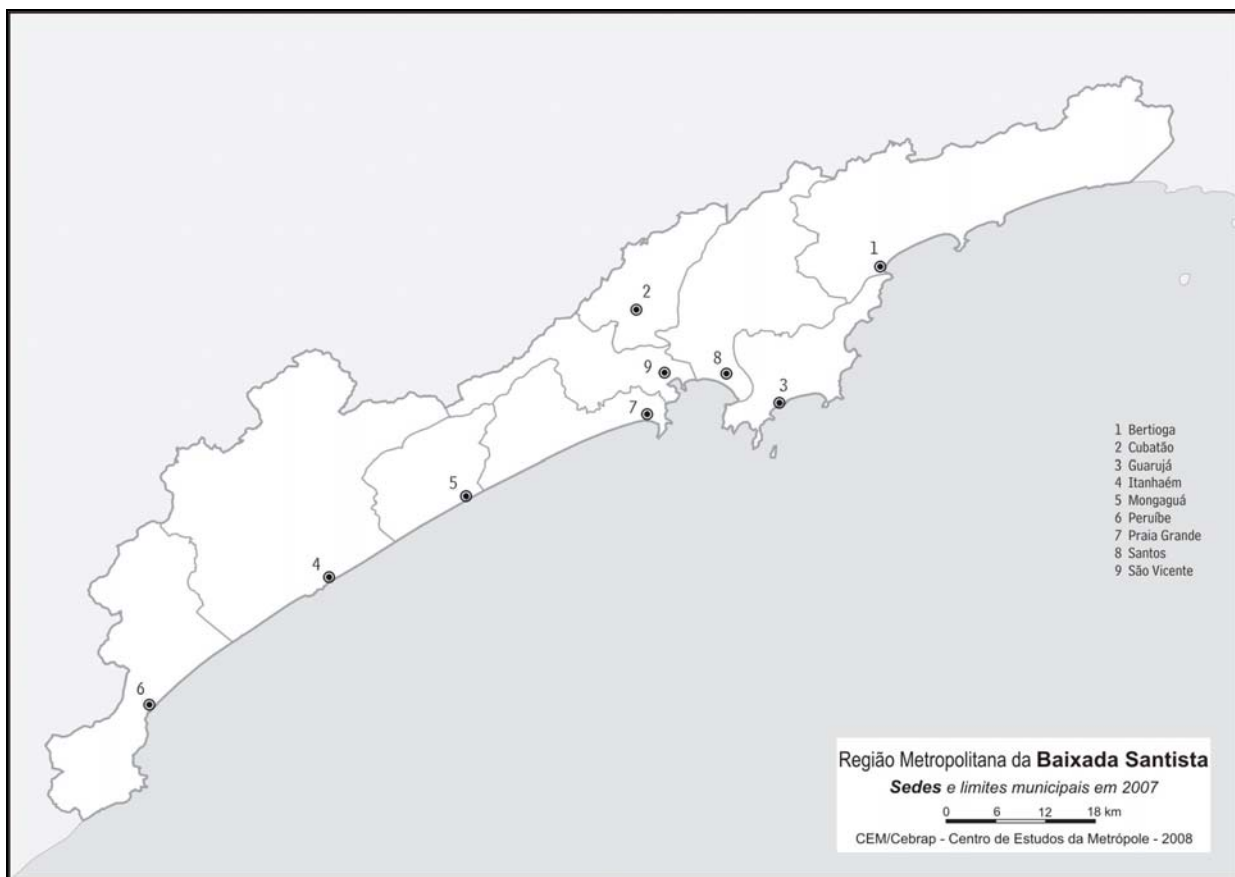 1
2
8
9
3
7
5
4
6
1 Bertioga
2 Cubatão
3 Guarujá
4 Itanhaém
5 Mongaguá
6 Peruíbe
7 Praia Grande
8 Santos
9 São Vicente
Região Metropolitana da Baixada Santista
Sedes e limites municipais em 2007
0 6 12 18 km
CEM/Cebrap - Centro de Estudos da Metrópole - 2008